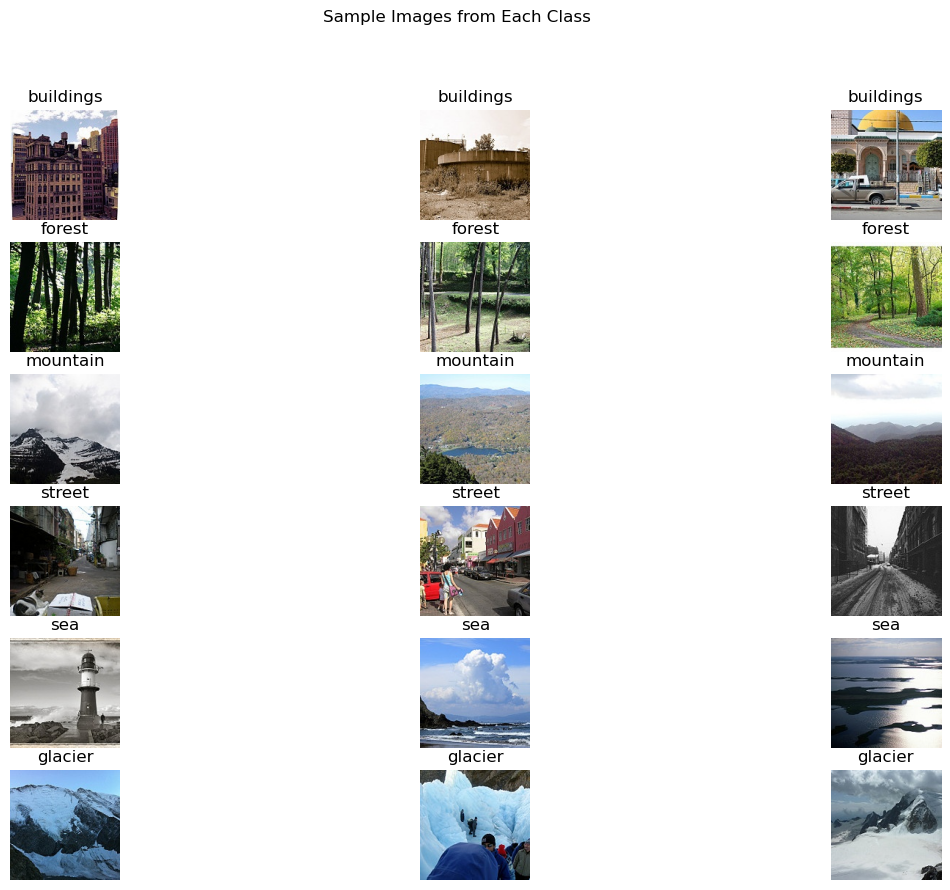 Sample Images from Each Class
buildings buildings buildings
forest forest forest
mountain mountain mountain
street street street
sea sea sea
glacier glacier glacier